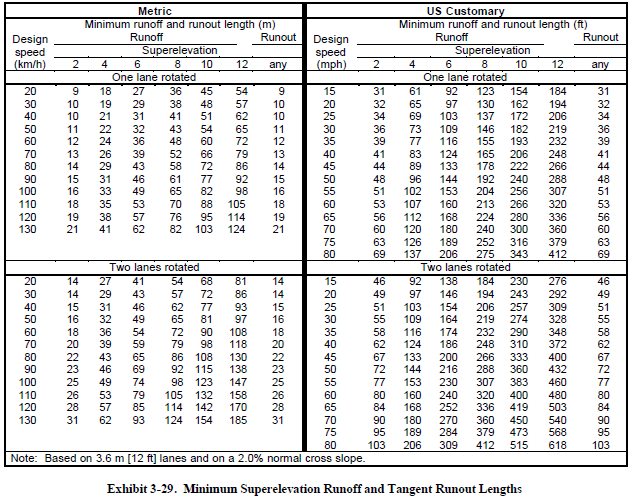 Metric US Customary
Minimum runoff and runout length (m) Minimum runoff and runout length (ft)
Design Runoff Runout Design Runoff Runout
speed Superelevation speed Superelevation
(km/h) 2 4 6 8 10 12 any (mph) 2 4 6 8 10 12 any
One lane rotated One lane rotated
20 9 18 27 36 45 54 9 15 31 61 92 123 154 184 31
30 10 19 29 38 48 57 10 20 32 65 97 130 162 194 32
40 10 21 31 41 51 62 10 25 34 69 103 137 172 206 34
50 11 22 32 43 54 65 11 30 36 73 109 146 182 219 36
60 12 24 36 48 60 72 12 35 39 77 116 155 193 232 39
70 13 26 39 52 66 79 13 40 41 83 124 165 206 248 41
80 14 29 43 58 72 86 14 45 44 89 133 178 222 266 44
90 15 31 46 61 77 92 15 50 48 96 144 192 240 288 48
100 16 33 49 65 82 98 16 55 51 102 153 204 256 307 51
110 18 35 53 70 88 105 18 60 53 107 160 213 266 320 53
120 19 38 57 76 95 114 19 65 56 112 168 224 280 336 56
130 21 41 62 82 103 124 21 70 60 120 180 240 300 360 60
75 63 126 189 252 316 379 63
80 69 137 206 275 343 412 69
Two lanes rotated Two lanes rotated
20 14 27 41 54 68 81 14 15 46 92 138 184 230 276 46
30 14 29 43 57 72 86 14 20 49 97 146 194 243 292 49
40 15 31 46 62 77 93 15 25 51 103 154 206 257 309 51
50 16 32 49 65 81 97 16 30 55 109 164 219 274 328 55
60 18 36 54 72 90 108 18 35 58 116 174 232 290 348 58
70 20 39 59 79 98 118 20 40 62 124 186 248 310 372 62
80 22 43 65 86 108 130 22 45 67 133 200 266 333 400 67
90 23 46 69 92 115 138 23 50 72 144 216 288 360 432 72
100 25 49 74 98 123 147 25 55 77 153 230 307 383 460 77
110 26 53 79 105 132 158 26 60 80 160 240 320 400 480 80
120 28 57 85 114 142 170 28 65 84 168 252 336 419 503 84
130 31 62 93 124 154 185 31 70 90 180 270 360 450 540 90
75 95 189 284 379 473 568 95
80 103 206 309 412 515 618 103
Note: Based on 3.6 m [12 ft] lanes and on a 2.0% normal cross slope.
Exhibit 3-29. Minimum Superelevation Runoff and Tangent Runout Lengths